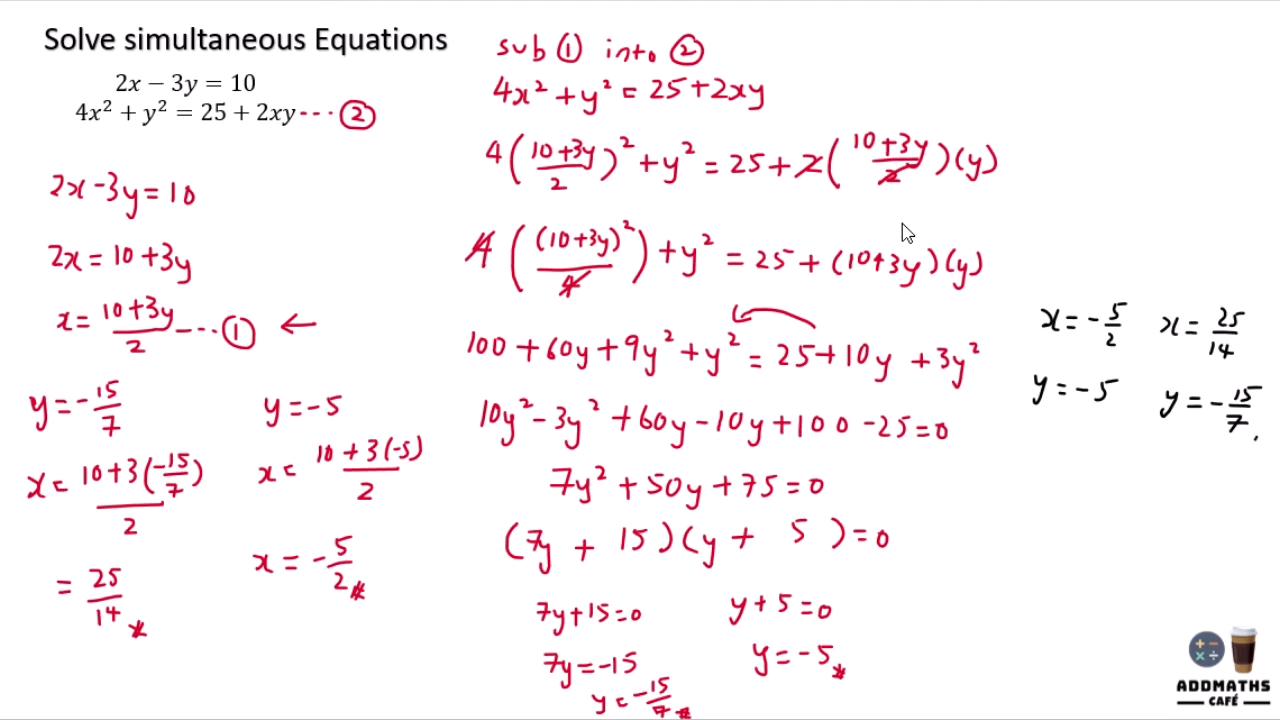 Solve simultaneous Equations
2x − 3y = 10
4x² + y² = 25 + 2xy --- ②
2x - 3y = 10
2x = 10 + 3y
x = (10 + 3y)/2 --- ① ←
y = -15/7
x = (10 + 3(-15/7))/2
= 25/14 *
y = -5
x = (10 + 3(-5))/2
x = -5/2 *
sub ① into ②
4x² + y² = 25 + 2xy
4((10+3y)/2)² + y² = 25 + 2((10+3y)/2)(y)
4((10+3y)²/4) + y² = 25 + (10+3y)(y)
100 + 60y + 9y² + y² = 25 + 10y + 3y²
10y² - 3y² + 60y - 10y + 100 - 25 = 0
7y² + 50y + 75 = 0
(7y + 15)(y + 5) = 0
7y + 15 = 0
7y = -15
y = -15/7 *
y + 5 = 0
y = -5 *
x = -5/2
y = -5
x = 25/14
y = -15/7.
ADDMATHS
CAFÉ